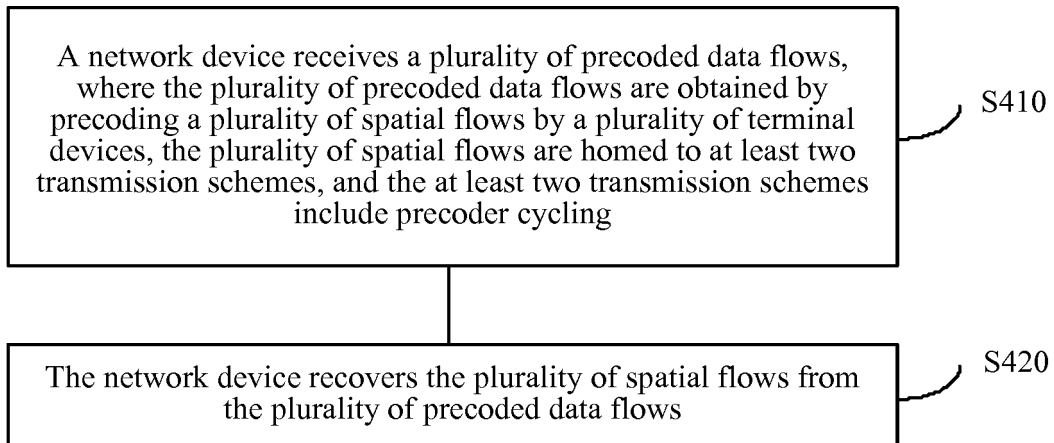 A network device receives a plurality of precoded data flows,
where the plurality of precoded data flows are obtained by
precoding a plurality of spatial flows by a plurality of terminal
devices, the plurality of spatial flows are homed to at least two
transmission schemes, and the at least two transmission schemes
include precoder cycling
S410
The network device recovers the plurality of spatial flows from
the plurality of precoded data flows
S420